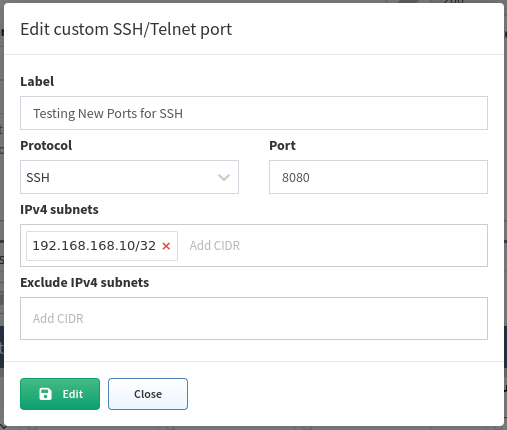 Edit custom SSH/Telnet port
Label
Testing New Ports for SSH
Protocol
Port
SSH
8080
IPv4 subnets
192.168.168.10/32 ×
Add CIDR
Exclude IPv4 subnets
Add CIDR
Edit
Close